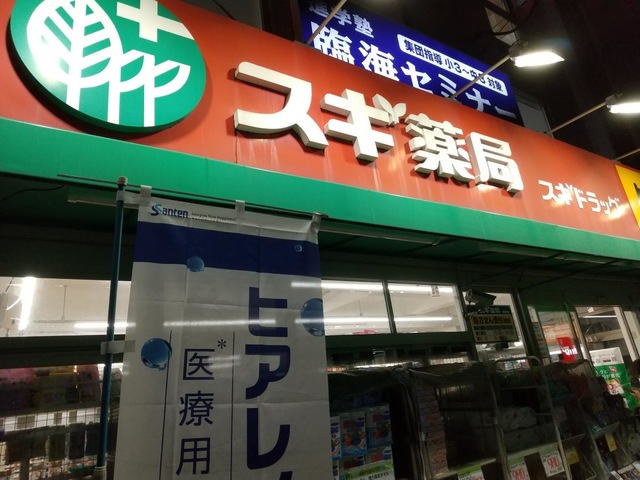 進学塾
臨海セミナー
集団指導 小3〜中3対象
スギ薬局
スギドラッグ
Santen
ヒアレ
*
医療用